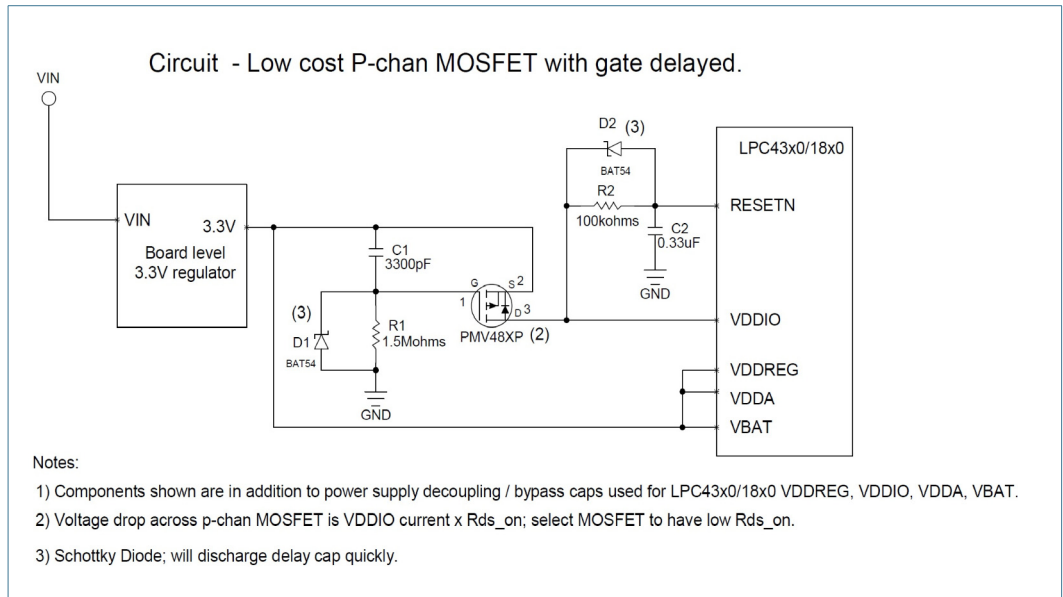 Circuit - Low cost P-chan MOSFET with gate delayed.
VIN
VIN
3.3V
Board level
3.3V regulator
C1
3300pF
(3)
D1
BAT54
R1
1.5Mohms
GND
G
1
S 2
D 3
PMV48XP (2)
D2 (3)
BAT54
R2
100kohms
C2
0.33uF
GND
LPC43x0/18x0
RESETN
VDDIO
VDDREG
VDDA
VBAT
Notes:
1) Components shown are in addition to power supply decoupling / bypass caps used for LPC43x0/18x0 VDDREG, VDDIO, VDDA, VBAT.
2) Voltage drop across p-chan MOSFET is VDDIO current x Rds_on; select MOSFET to have low Rds_on.
3) Schottky Diode; will discharge delay cap quickly.